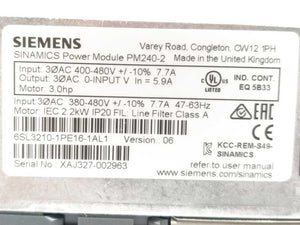 SIEMENS
Varey Road, Congleton, CW12 1PH
SINAMICS Power Module PM240-2
Made in the United Kingdom
Input: 3ØAC 400-480V +/- 10% 7.7A
Output: 3ØAC 0-INPUT V In = 5.9A
Motor: 3.0hp
UL
LISTED
IND. CONT.
EQ 5B33
Input: 3ØAC 380-480V +/- 10% 7.7A 47-63Hz
Motor: IEC 2.2kW IP20 FIL: Line Filter Class A
6SL3210-1PE16-1AL1 Version: 06
Serial No: XAJ327-002963
KCC-REM-S49-
SINAMICS
refer to user manual
www.siemens.com/sinamics